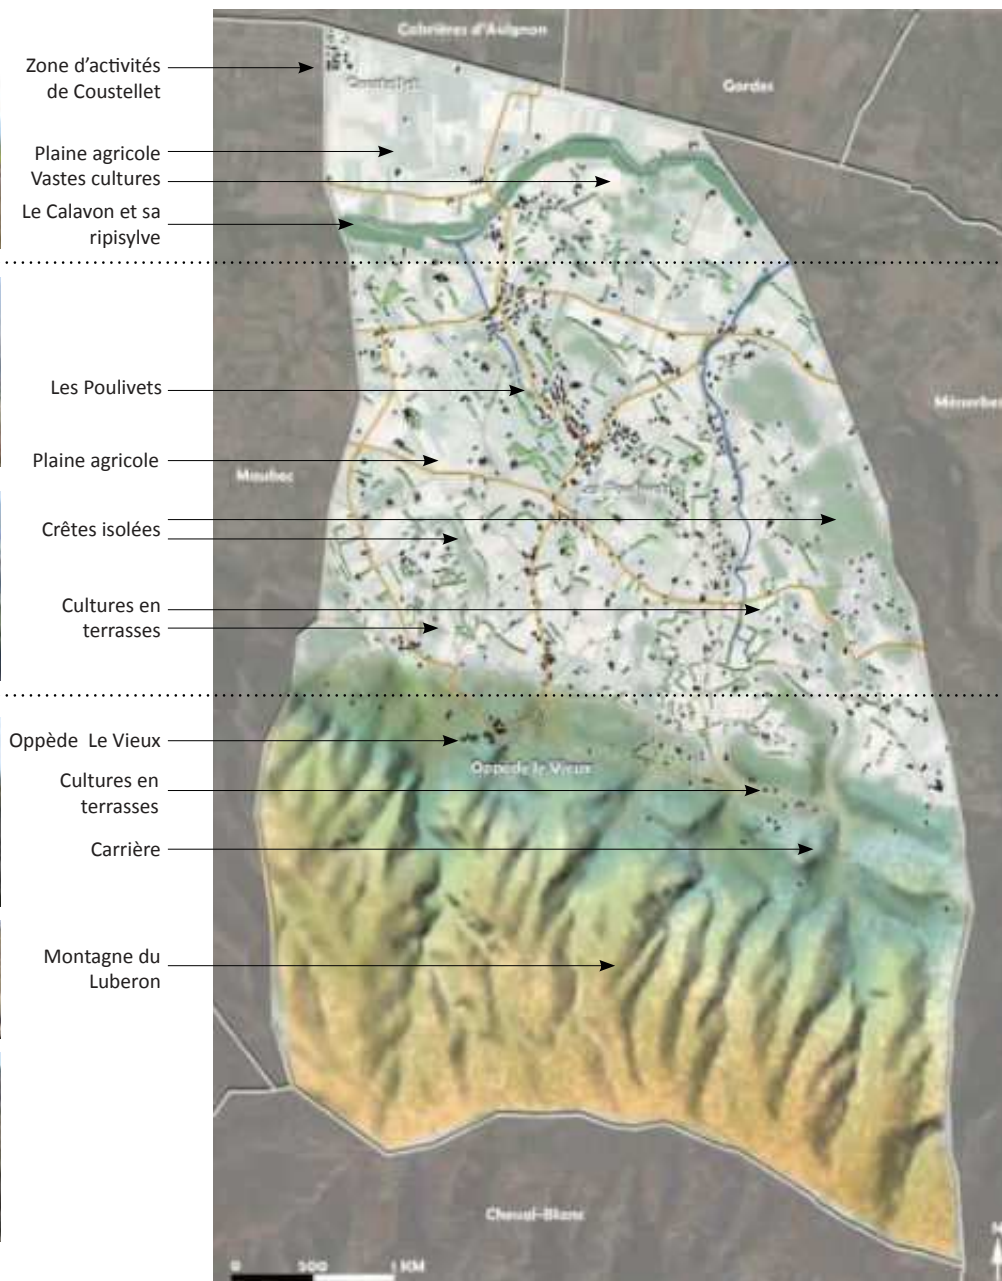 Zone d'activités
de Coustellet
Plaine agricole
Vastes cultures
Le Calavon et sa
ripisylve
Les Poulivets
Plaine agricole
Crêtes isolées
Cultures en
terrasses
Oppède Le Vieux
Cultures en
terrasses
Carrière
Montagne du
Luberon
Cabrières d'Avignon
Coustellet
Gordes
Ménerbes
Maubec
Oppède le Vieux
Cheval-Blanc
0 500 1 KM
N